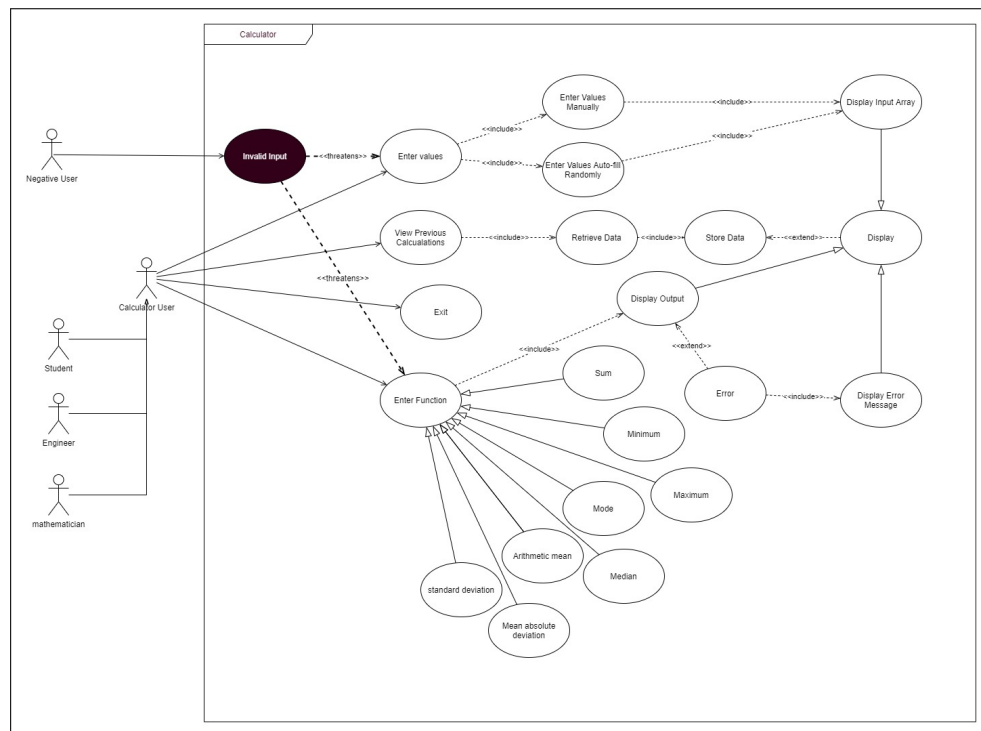 Calculator
Enter Values
Manually
<<include>>
Display Input Array
<<include>>
Negative User
Invalid Input
<<threatens>>
Enter values
<<include>>
Enter Values Auto-fill
Randomly
<<include>>
View Previous
Calcualations
<<include>>
Retrieve Data
<<include>>
Store Data
<<extend>>
Display
<<threatens>>
Calculator User
Exit
Display Output
<<include>>
<<extend>>
Student
Sum
Enter Function
Error
<<include>>
Display Error
Message
Engineer
Minimum
Maximum
Mode
mathematician
Arithmetic mean
Median
standard deviation
Mean absolute
deviation